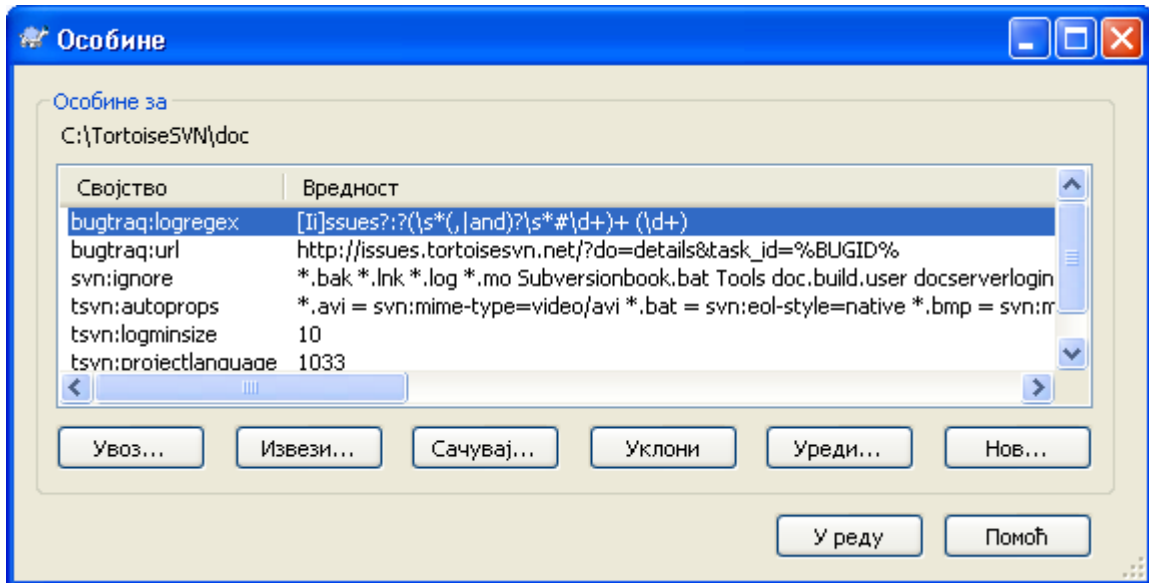 Особине
Особине за
C:\TortoiseSVN\doc
Својство Вредност
bugtraq:logregex [Ii]ssues?:?(\s*(,|and)?\s*#\d+)+ (\d+)
bugtraq:url http://issues.tortoisesvn.net/?do=details&task_id=%BUGID%
svn:ignore *.bak *.lnk *.log *.mo Subversionbook.bat Tools doc.build.user docserverlogin
tsvn:autoprops *.avi = svn:mime-type=video/avi *.bat = svn:eol-style=native *.bmp = svn:m
tsvn:logminsize 10
tsvn:projectlanguage 1033
Увоз... Извези... Сачувај... Уклони Уреди... Нов...
У реду Помоћ